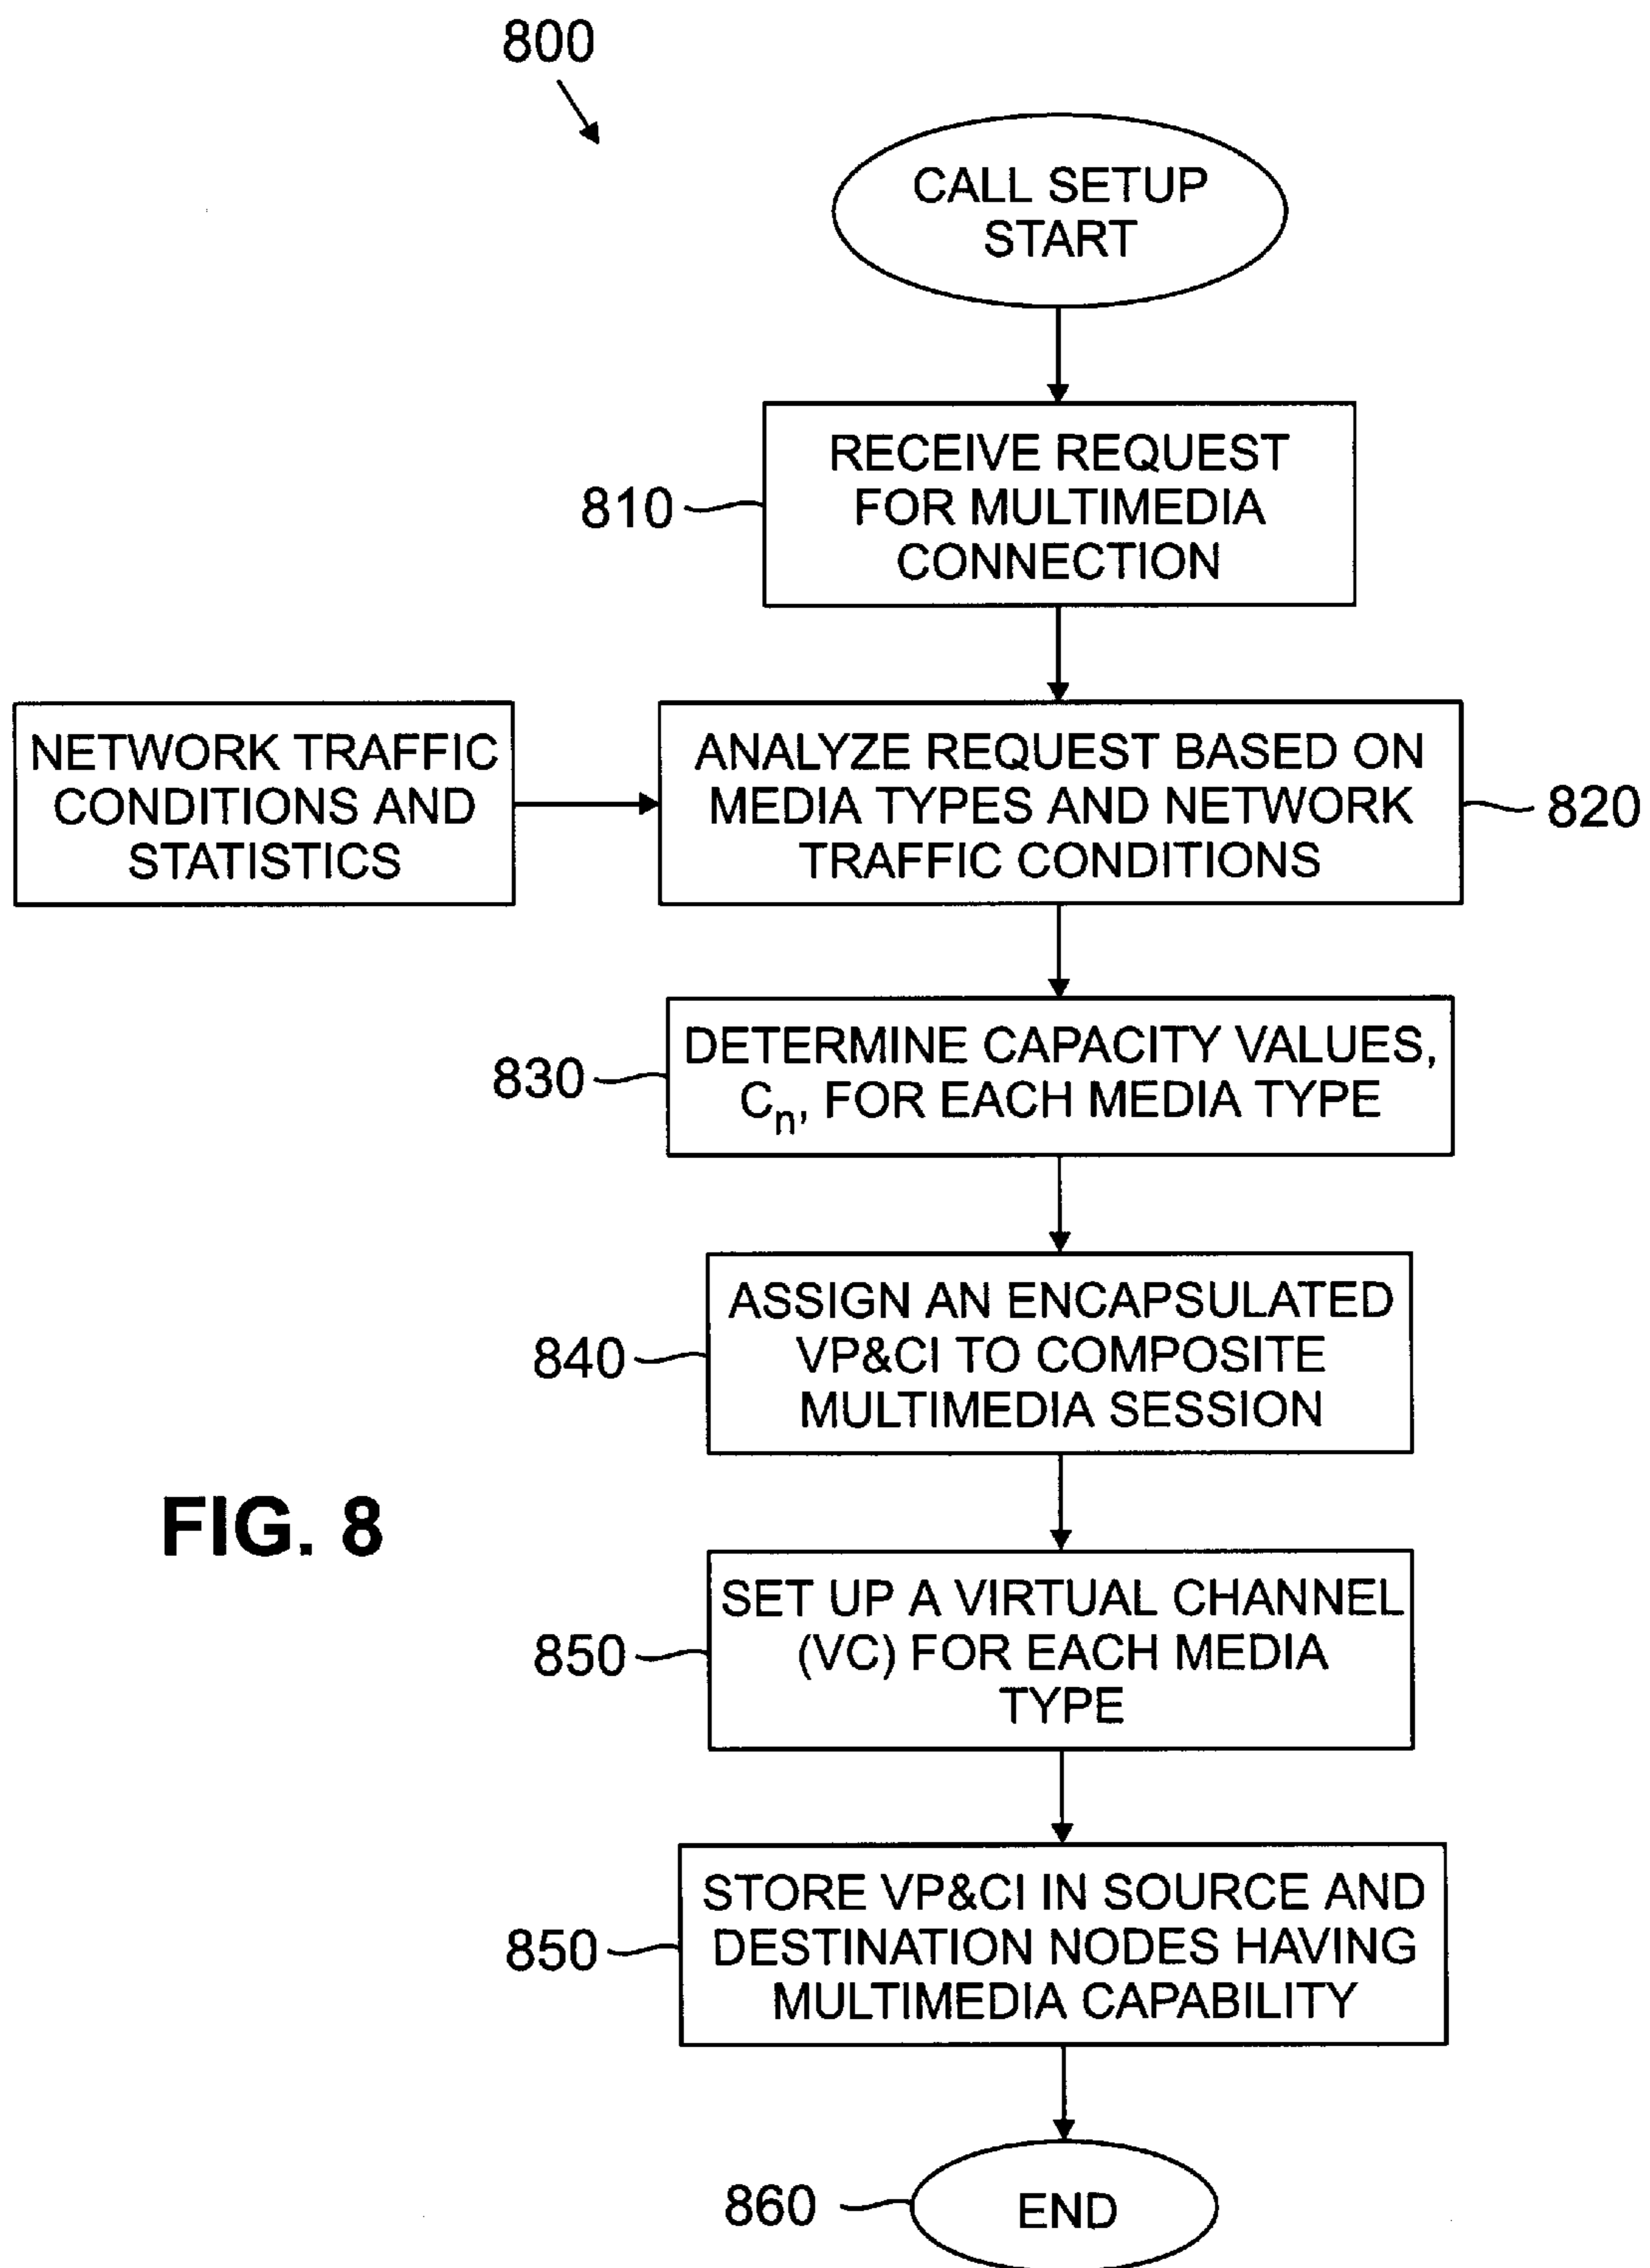 800
CALL SETUP
START
RECEIVE REQUEST
FOR MULTIMEDIA
CONNECTION
810
NETWORK TRAFFIC
CONDITIONS AND
STATISTICS
ANALYZE REQUEST BASED ON
MEDIA TYPES AND NETWORK
TRAFFIC CONDITIONS
820
DETERMINE CAPACITY VALUES,
Cn, FOR EACH MEDIA TYPE
830
ASSIGN AN ENCAPSULATED
VP&CI TO COMPOSITE
MULTIMEDIA SESSION
840
FIG. 8
SET UP A VIRTUAL CHANNEL
(VC) FOR EACH MEDIA
TYPE
850
STORE VP&CI IN SOURCE AND
DESTINATION NODES HAVING
MULTIMEDIA CAPABILITY
850
860
END